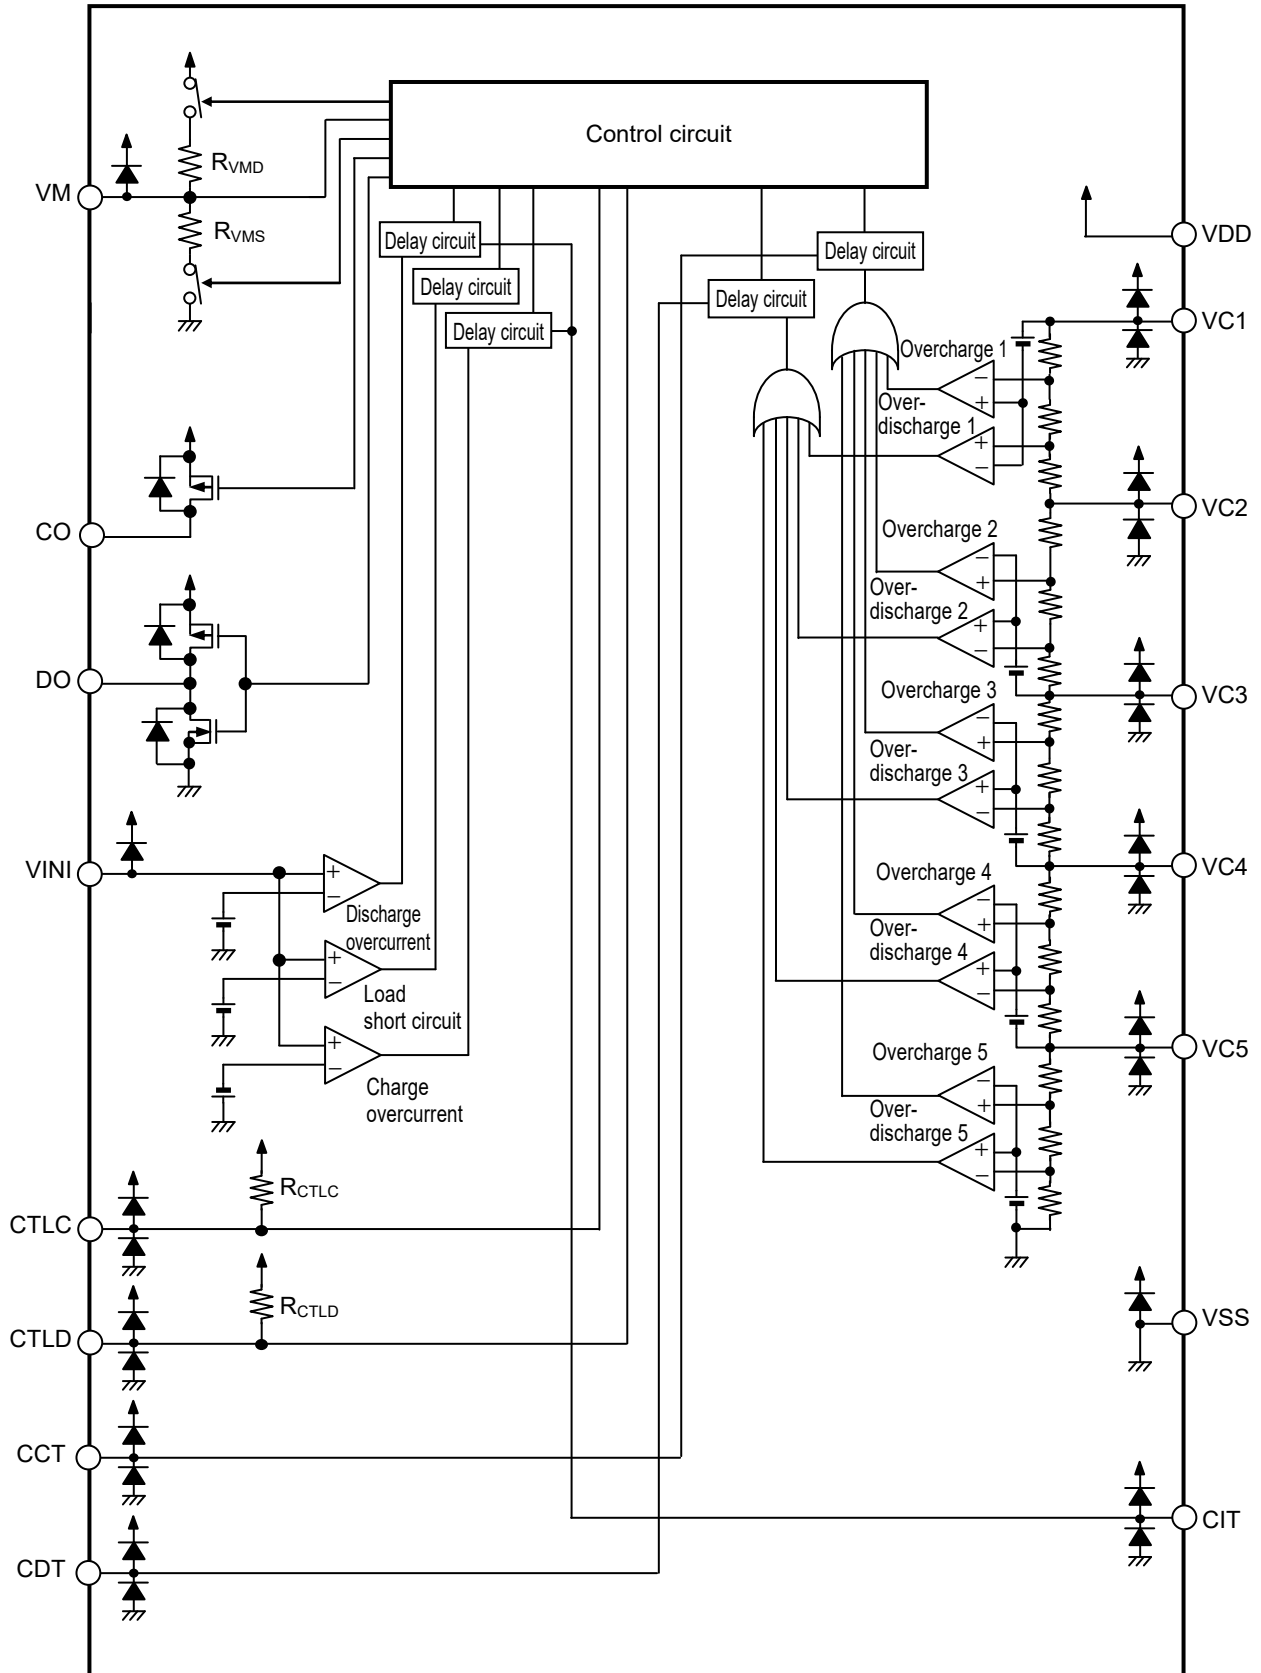 Control circuit
RVMD
VM
RVMS
Delay circuit
Delay circuit
Delay circuit
Delay circuit
Delay circuit
VDD
VC1
Overcharge 1
Over-
discharge 1
VC2
CO
Overcharge 2
Over-
discharge 2
DO
VC3
Overcharge 3
Over-
discharge 3
VINI
VC4
Overcharge 4
Over-
discharge 4
+
−
Discharge
overcurrent
+
−
Load
short circuit
+
−
Charge
overcurrent
VC5
Overcharge 5
Over-
discharge 5
−
+
+
−
−
+
+
−
−
+
+
−
−
+
+
−
−
+
+
−
RCTLC
CTLC
RCTLD
CTLD
VSS
CCT
CIT
CDT